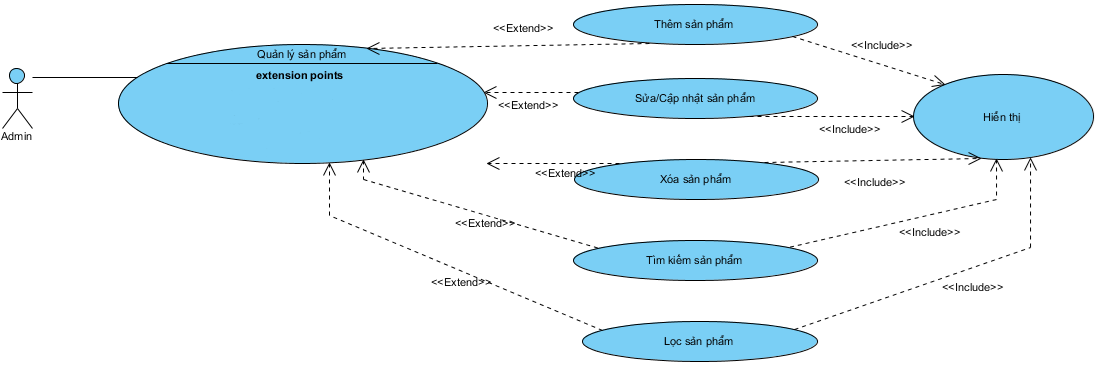 Thêm sản phẩm
<<Extend>>
<<Include>>
Quản lý sản phẩm
extension points
Admin
Sửa/Cập nhật sản phẩm
<<Extend>>
<<Include>>
Hiển thị
Xóa sản phẩm
<<Extend>>
<<Include>>
<<Extend>>
<<Include>>
Tìm kiếm sản phẩm
<<Extend>>
<<Include>>
Lọc sản phẩm